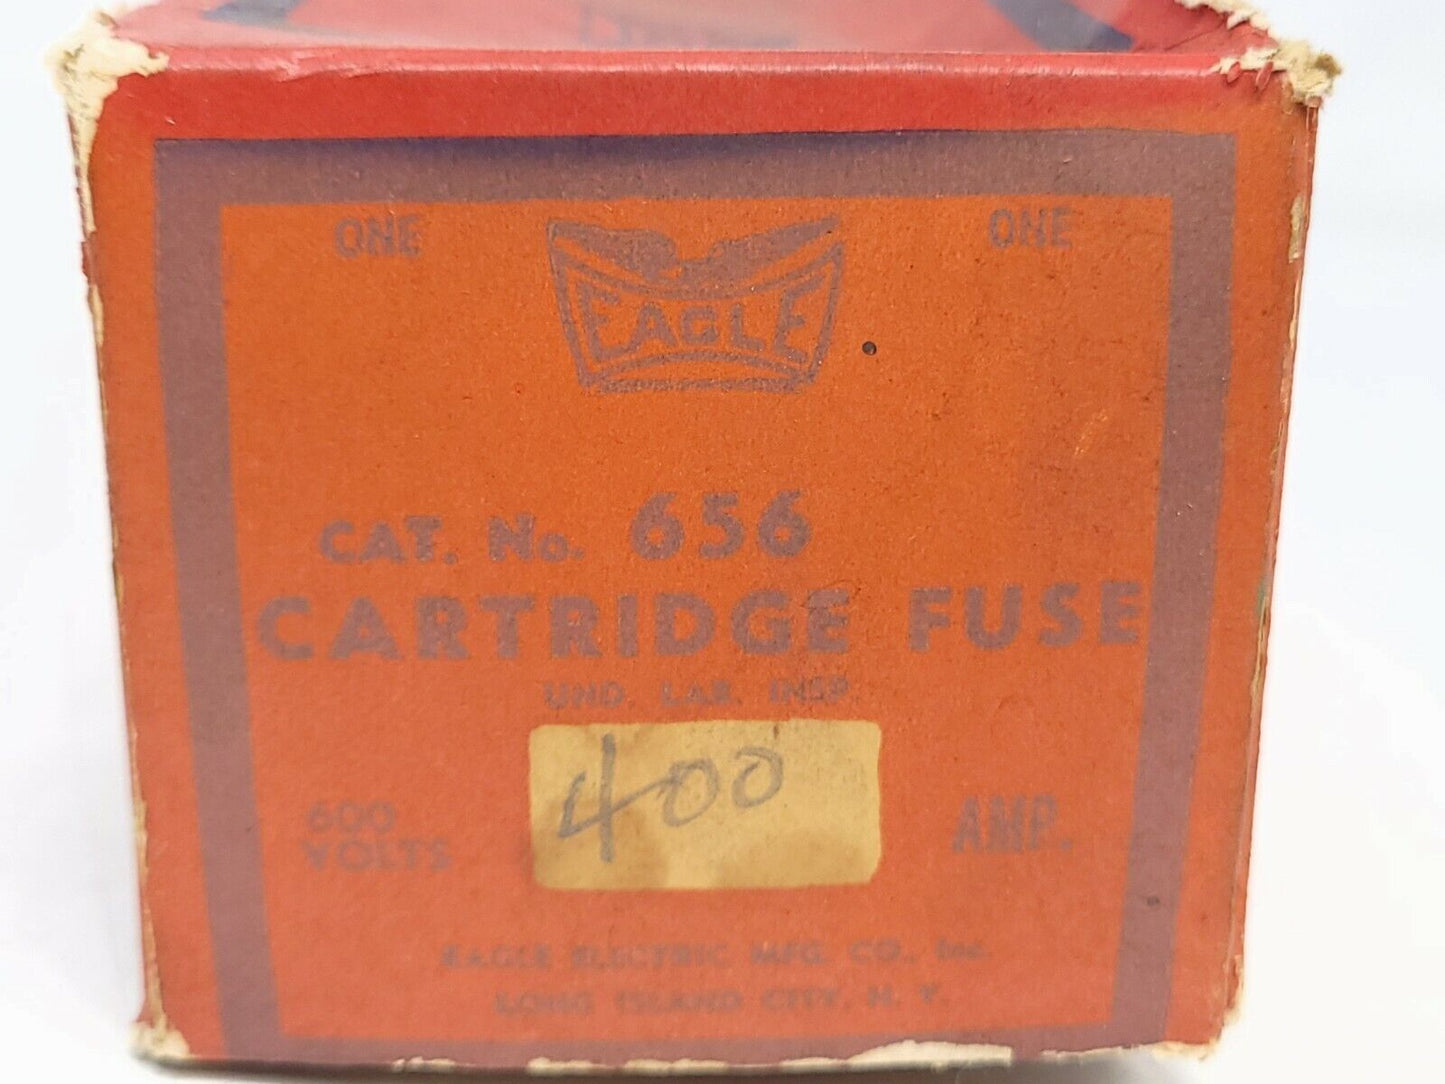 ONE ONE
EAGLE
CAT. No. 656
CARTRIDGE FUSE
UND. LAB. INSP.
400
600 VOLTS AMP.
EAGLE ELECTRIC MFG. CO., Inc.
LONG ISLAND CITY, N. Y.